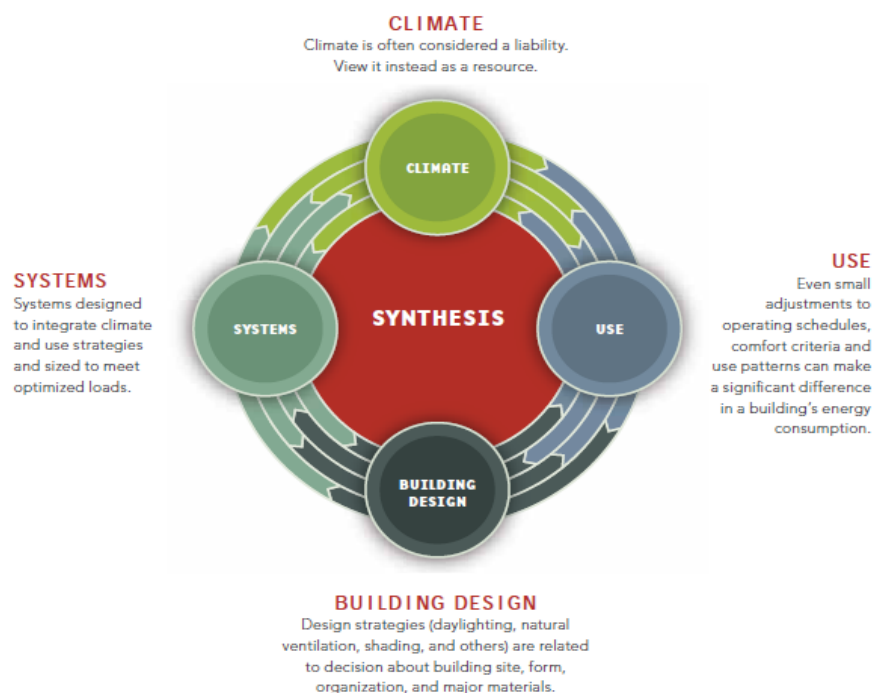 CLIMATE
Climate is often considered a liability.
View it instead as a resource.
CLIMATE
SYSTEMS
Systems designed
to integrate climate
and use strategies
and sized to meet
optimized loads.
SYSTEMS
SYNTHESIS
USE
USE
Even small
adjustments to
operating schedules,
comfort criteria and
use patterns can make
a significant difference
in a building's energy
consumption.
BUILDING
DESIGN
BUILDING DESIGN
Design strategies (daylighting, natural
ventilation, shading, and others) are related
to decision about building site, form,
organization, and major materials.